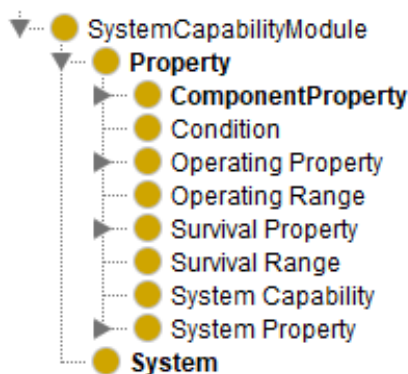 SystemCapabilityModule
Property
ComponentProperty
Condition
Operating Property
Operating Range
Survival Property
Survival Range
System Capability
System Property
System